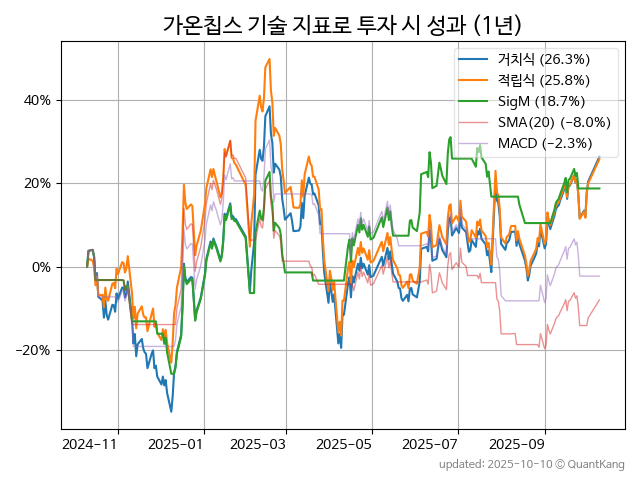 가온칩스 기술 지표로 투자 시 성과 (1년)
거치식 (26.3%)
적립식 (25.8%)
SigM (18.7%)
SMA(20) (−8.0%)
MACD (−2.3%)
40%
20%
0%
−20%
2024-11
2025-01
2025-03
2025-05
2025-07
2025-09
updated: 2025-10-10 © QuantKang